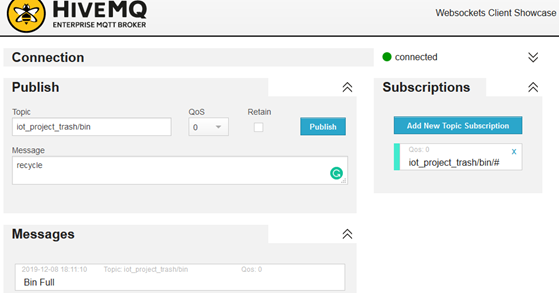 HIVEMQ
ENTERPRISE MQTT BROKER
Websockets Client Showcase
Connection
connected
Publish
Topic
QoS
Retain
iot_project_trash/bin
0
Publish
Message
recycle
Subscriptions
Add New Topic Subscription
Qos: 0
x
iot_project_trash/bin/#
Messages
2019-12-08 18:11:10 Topic: iot_project_trash/bin Qos: 0
Bin Full